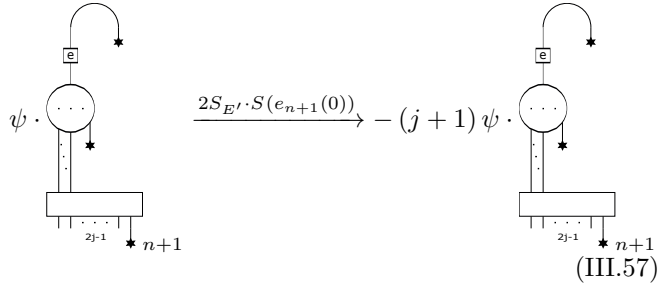 e e
ψ · · · · 2S_{E′}·S(e_{n+1}(0)) − (j + 1) ψ · · · ·
· · · · 2j-1 n+1 · · · · 2j-1 n+1
(III.57)